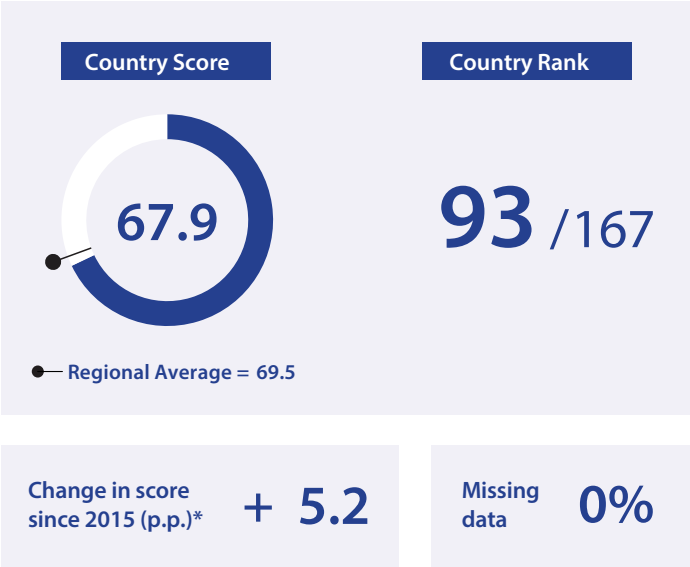 Country Score
Country Rank
67.9
93 /167
Regional Average = 69.5
Change in score
since 2015 (p.p.)*
+ 5.2
Missing
data
0%